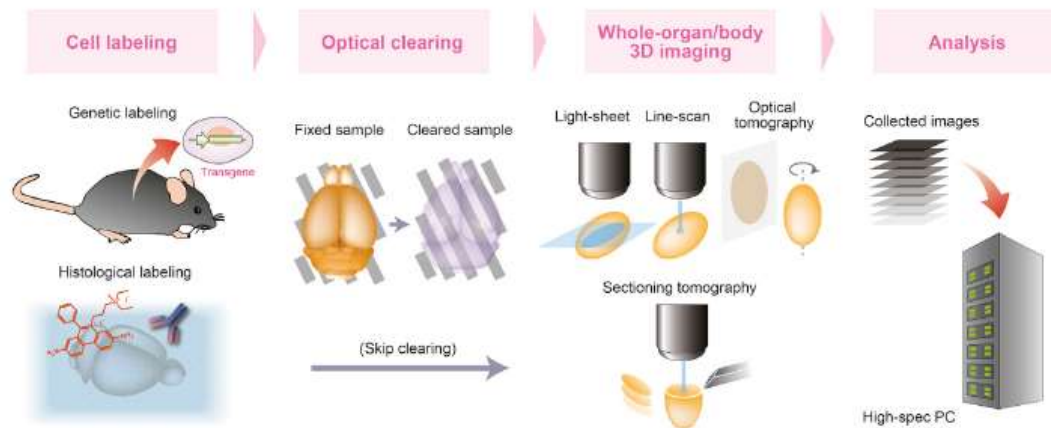 Cell labeling
Optical clearing
Whole-organ/body
3D imaging
Analysis
Genetic labeling
Transgene
Histological labeling
Fixed sample
Cleared sample
(Skip clearing)
Light-sheet
Line-scan
Optical
tomography
Sectioning tomography
Collected images
High-spec PC